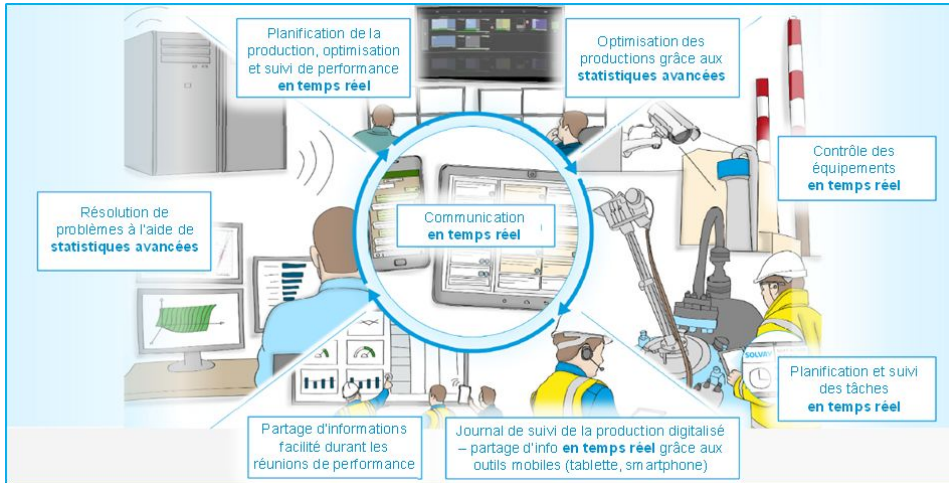 Planification de la
production, optimisation
et suivi de performance
en temps réel
Optimisation des
productions grâce aux
statistiques avancées
Contrôle des
équipements
en temps réel
Résolution de
problèmes à l'aide de
statistiques avancées
Communication
en temps réel
SOLVAY
Planification et suivi
des tâches
en temps réel
Partage d'informations
facilité durant les
réunions de performance
Journal de suivi de la production digitalisé
– partage d'info en temps réel grâce aux
outils mobiles (tablette, smartphone)